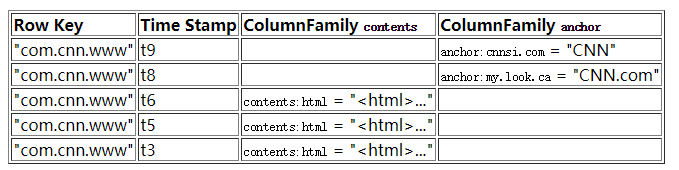 Row Key Time Stamp ColumnFamily contents ColumnFamily anchor
"com.cnn.www" t9 anchor:cnnsi.com = "CNN"
"com.cnn.www" t8 anchor:my.look.ca = "CNN.com"
"com.cnn.www" t6 contents:html = "<html>..."
"com.cnn.www" t5 contents:html = "<html>..."
"com.cnn.www" t3 contents:html = "<html>..."